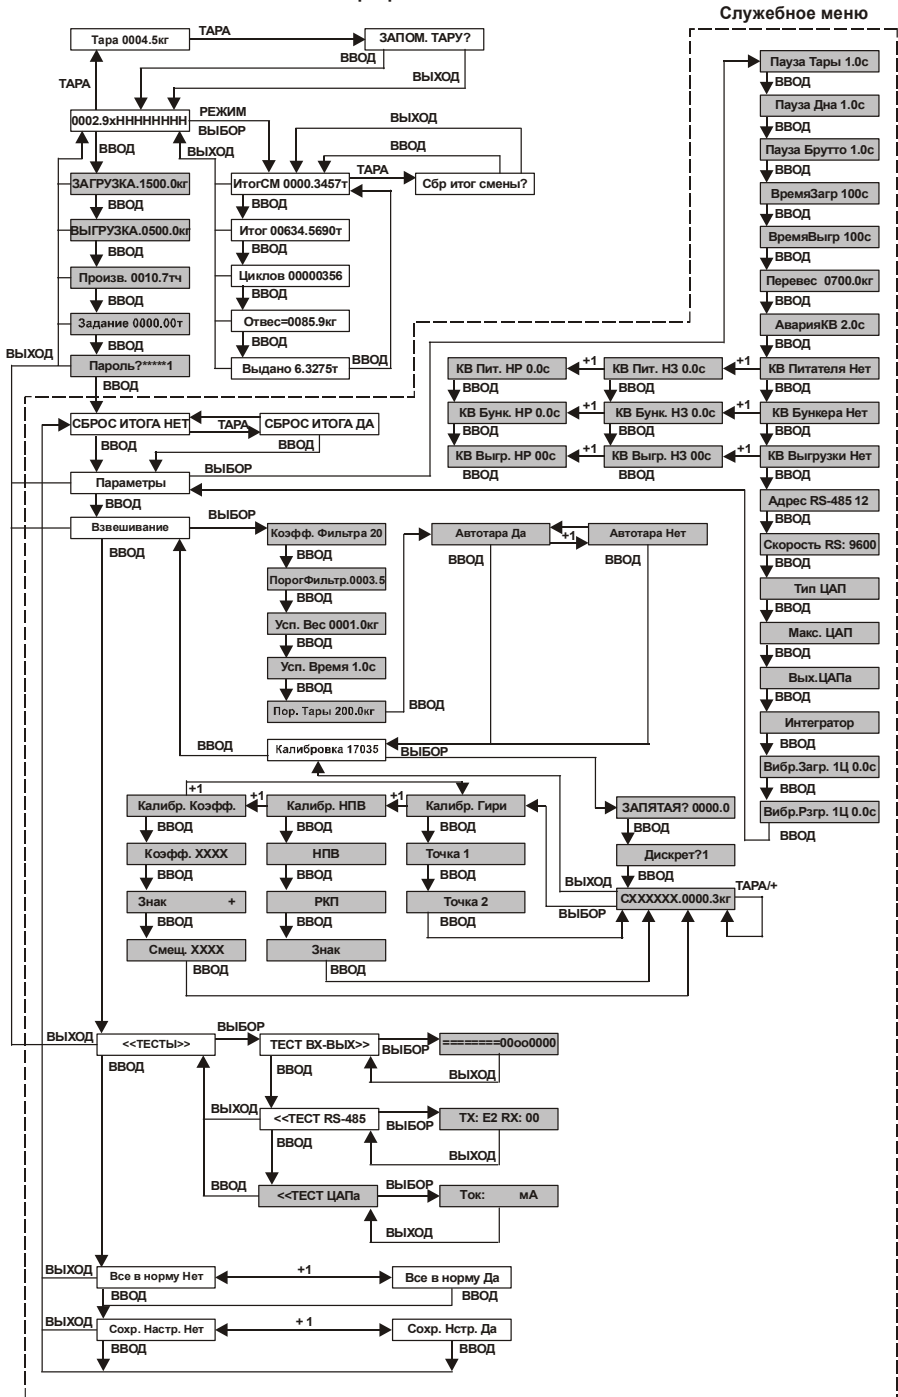 Служебное меню
Тара 0004.5кг
ТАРА
ЗАПОМ. ТАРУ?
ВВОД
ВЫХОД
ТАРА
0002.9хНННННННН
РЕЖИМ
ВЫБОР
ВВОД
ВЫХОД
ВЫХОД
ВВОД
ЗАГРУЗКА.1500.0кг
ИтогСМ 0000.3457т
ТАРА
Сбр итог смены?
ВВОД
ВВОД
ВЫГРУЗКА.0500.0кг
Итог 00634.5690т
ВВОД
ВВОД
Произв. 0010.7тч
Циклов 00000356
ВВОД
ВВОД
Задание 0000.00т
Отвес=0085.9кг
ВВОД
ВВОД
ВЫХОД
Пароль?*****1
Выдано 6.3275т
ВВОД
ВВОД
Пауза Тары 1.0с
ВВОД
Пауза Дна 1.0с
ВВОД
Пауза Брутто 1.0с
ВВОД
ВремяЗагр 100с
ВВОД
ВремяВыгр 100с
ВВОД
Перевес 0700.0кг
ВВОД
АварияКВ 2.0с
ВВОД
КВ Пит. НР 0.0с
+1
КВ Пит. НЗ 0.0с
+1
КВ Питателя Нет
ВВОД
ВВОД
ВВОД
КВ Бунк. НР 0.0с
+1
КВ Бунк. НЗ 0.0с
+1
КВ Бункера Нет
ВВОД
ВВОД
ВВОД
КВ Выгр. НР 00с
+1
КВ Выгр. НЗ 00с
+1
КВ Выгрузки Нет
ВВОД
ВВОД
ВВОД
Адрес RS-485 12
ВВОД
Скорость RS: 9600
ВВОД
Тип ЦАП
ВВОД
Макс. ЦАП
ВВОД
Вых.ЦАПа
ВВОД
Интегратор
ВВОД
Вибр.Загр. 1Ц 0.0с
ВВОД
Вибр.Рзгр. 1Ц 0.0с
ВВОД
СБРОС ИТОГА НЕТ
ТАРА
СБРОС ИТОГА ДА
ВВОД
ВВОД
Параметры
ВЫБОР
ВВОД
Взвешивание
ВЫБОР
ВВОД
Коэфф. Фильтра 20
ВВОД
ПорогФильтр.0003.5
ВВОД
Усп. Вес 0001.0кг
ВВОД
Усп. Время 1.0с
ВВОД
Пор. Тары 200.0кг
ВВОД
Автотара Да
+1
Автотара Нет
ВВОД
ВВОД
ВВОД
Калибровка 17035
ВЫБОР
+1
Калибр. Коэфф.
+1
Калибр. НПВ
+1
Калибр. Гири
ЗАПЯТАЯ? 0000.0
ВВОД
ВВОД
ВВОД
ВВОД
Коэфф. ХХХХ
НПВ
Точка 1
Дискрет?1
ВВОД
ВВОД
ВВОД
ВВОД
Знак +
РКП
Точка 2
ВЫХОД
СХХХХХХ.0000.3кг
ТАРА/+
ВЫБОР
ВВОД
ВВОД
ВВОД
Смещ. ХХХХ
Знак
ВВОД
ВВОД
ВЫХОД
<<ТЕСТЫ>>
ВЫБОР
ТЕСТ ВХ-ВЫХ>>
ВЫБОР
========00оо0000
ВВОД
ВВОД
ВЫХОД
ВЫХОД
<<ТЕСТ RS-485
ВЫБОР
TX: E2 RX: 00
ВВОД
ВЫХОД
ВВОД
<<ТЕСТ ЦАПа
ВЫБОР
Ток: мА
ВЫХОД
ВЫХОД
Все в норму Нет
+1
Все в норму Да
ВВОД
ВВОД
ВЫХОД
Сохр. Настр. Нет
+ 1
Сохр. Нстр. Да
ВВОД
ВВОД